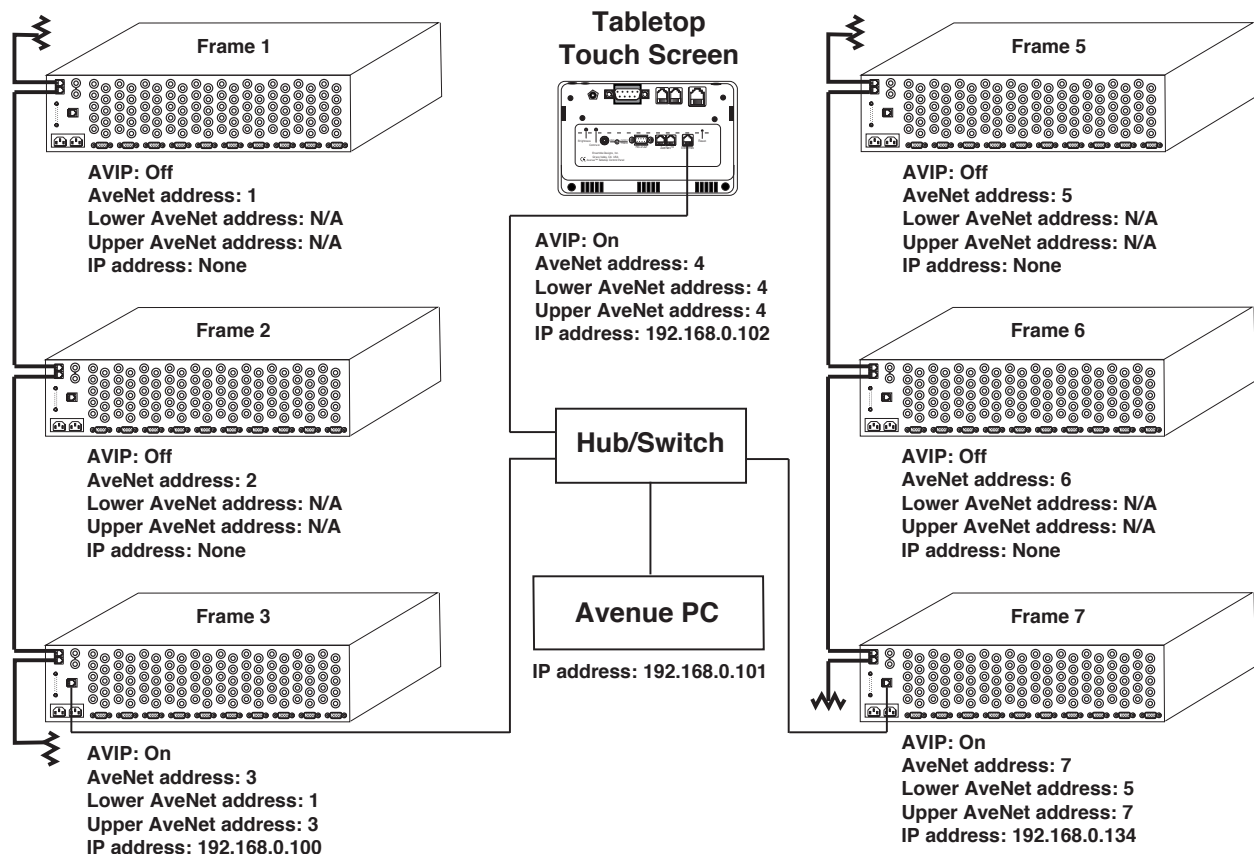 Frame 1
AVIP: Off
AveNet address: 1
Lower AveNet address: N/A
Upper AveNet address: N/A
IP address: None
Frame 2
AVIP: Off
AveNet address: 2
Lower AveNet address: N/A
Upper AveNet address: N/A
IP address: None
Frame 3
AVIP: On
AveNet address: 3
Lower AveNet address: 1
Upper AveNet address: 3
IP address: 192.168.0.100
Tabletop
Touch Screen
AVIP: On
AveNet address: 4
Lower AveNet address: 4
Upper AveNet address: 4
IP address: 192.168.0.102
Hub/Switch
Avenue PC
IP address: 192.168.0.101
Frame 5
AVIP: Off
AveNet address: 5
Lower AveNet address: N/A
Upper AveNet address: N/A
IP address: None
Frame 6
AVIP: Off
AveNet address: 6
Lower AveNet address: N/A
Upper AveNet address: N/A
IP address: None
Frame 7
AVIP: On
AveNet address: 7
Lower AveNet address: 5
Upper AveNet address: 7
IP address: 192.168.0.134